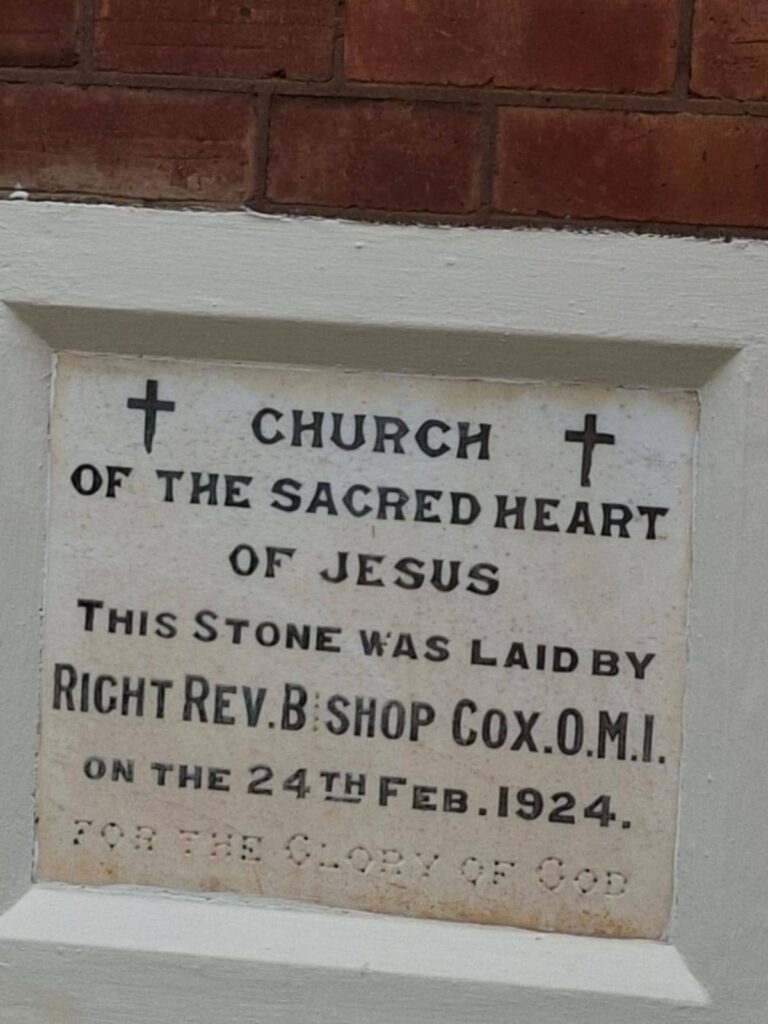 CHURCH
OF THE SACRED HEART
OF JESUS
THIS STONE WAS LAID BY
RIGHT REV. BISHOP COX. O.M.I.
ON THE 24TH FEB. 1924.
FOR THE GLORY OF GOD